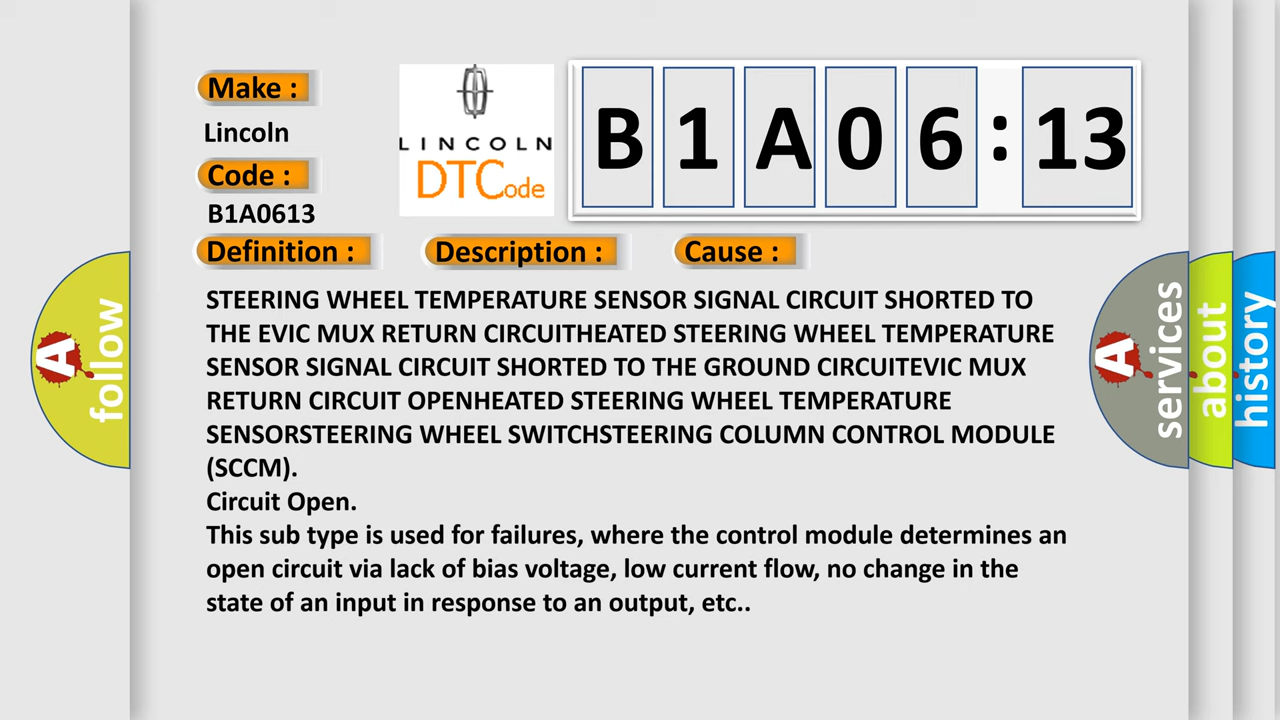 Make :
Lincoln
Code :
B1A0613
LINCOLN
DTCode
B1A06:13
Definition :
Description :
Cause :
STEERING WHEEL TEMPERATURE SENSOR SIGNAL CIRCUIT SHORTED TO
THE EVIC MUX RETURN CIRCUITHEATED STEERING WHEEL TEMPERATURE
SENSOR SIGNAL CIRCUIT SHORTED TO THE GROUND CIRCUITEVIC MUX
RETURN CIRCUIT OPENHEATED STEERING WHEEL TEMPERATURE
SENSORSTEERING WHEEL SWITCHSTEERING COLUMN CONTROL MODULE
(SCCM).
Circuit Open.
This sub type is used for failures, where the control module determines an
open circuit via lack of bias voltage, low current flow, no change in the
state of an input in response to an output, etc..
A follow
A services
about
history